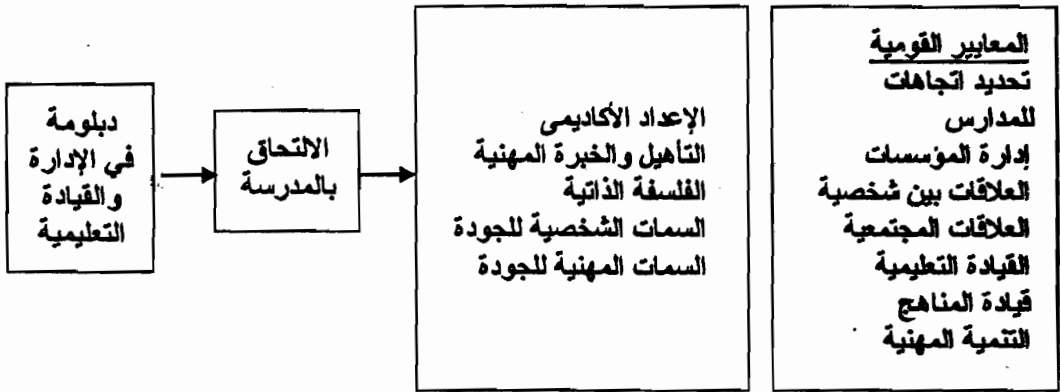 دبلومة
في الإدارة
والقيادة
التعليمية
الالتحاق
بالمدرسة
الإعداد الأكاديمى
التأهيل والخبرة المهنية
الفلسفة الذاتية
السمات الشخصية للجودة
السمات المهنية للجودة
المعايير القومية
تحديد اتجاهات
للمدارس
إدارة المؤسسات
العلاقات بين شخصية
العلاقات المجتمعية
القيادة التعليمية
قيادة المناهج
التنمية المهنية